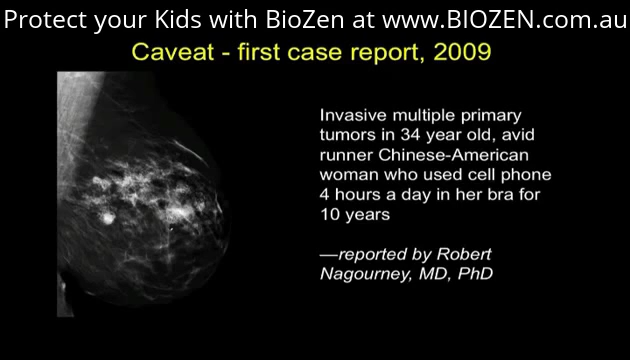 Protect your Kids with BioZen at www.BIOZEN.com.au
Caveat - first case report, 2009
Invasive multiple primary
tumors in 34 year old, avid
runner Chinese-American
woman who used cell phone
4 hours a day in her bra for
10 years
—reported by Robert
Nagourney, MD, PhD